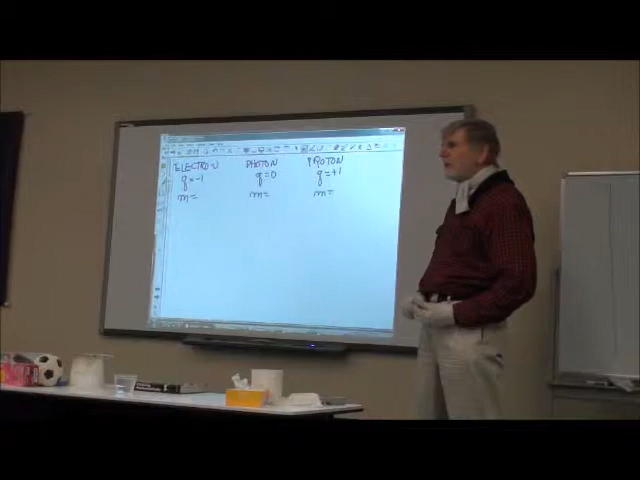 ELECTRON PHOTON PROTON
q=-1 q=0 q=+1
m= m= m=